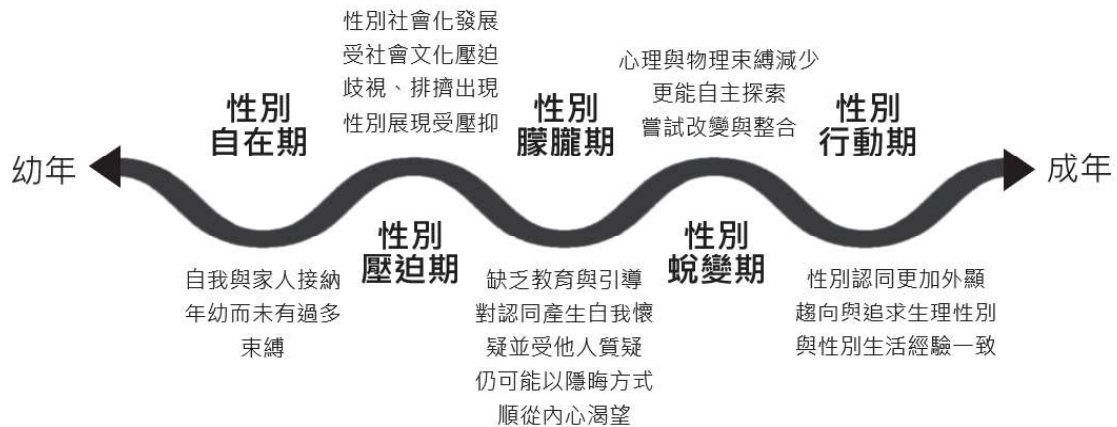 幼年
性別
自在期
自我與家人接納
年幼而未有過多
束縛
性別社會化發展
受社會文化壓迫
歧視、排擠出現
性別展現受壓抑
性別
壓迫期
性別
朦朧期
缺乏教育與引導
對認同產生自我懷
疑並受他人質疑
仍可能以隱晦方式
順從內心渴望
心理與物理束縛減少
更能自主探索
嘗試改變與整合
性別
蛻變期
性別
行動期
性別認同更加外顯
趨向與追求生理性別
與性別生活經驗一致
成年